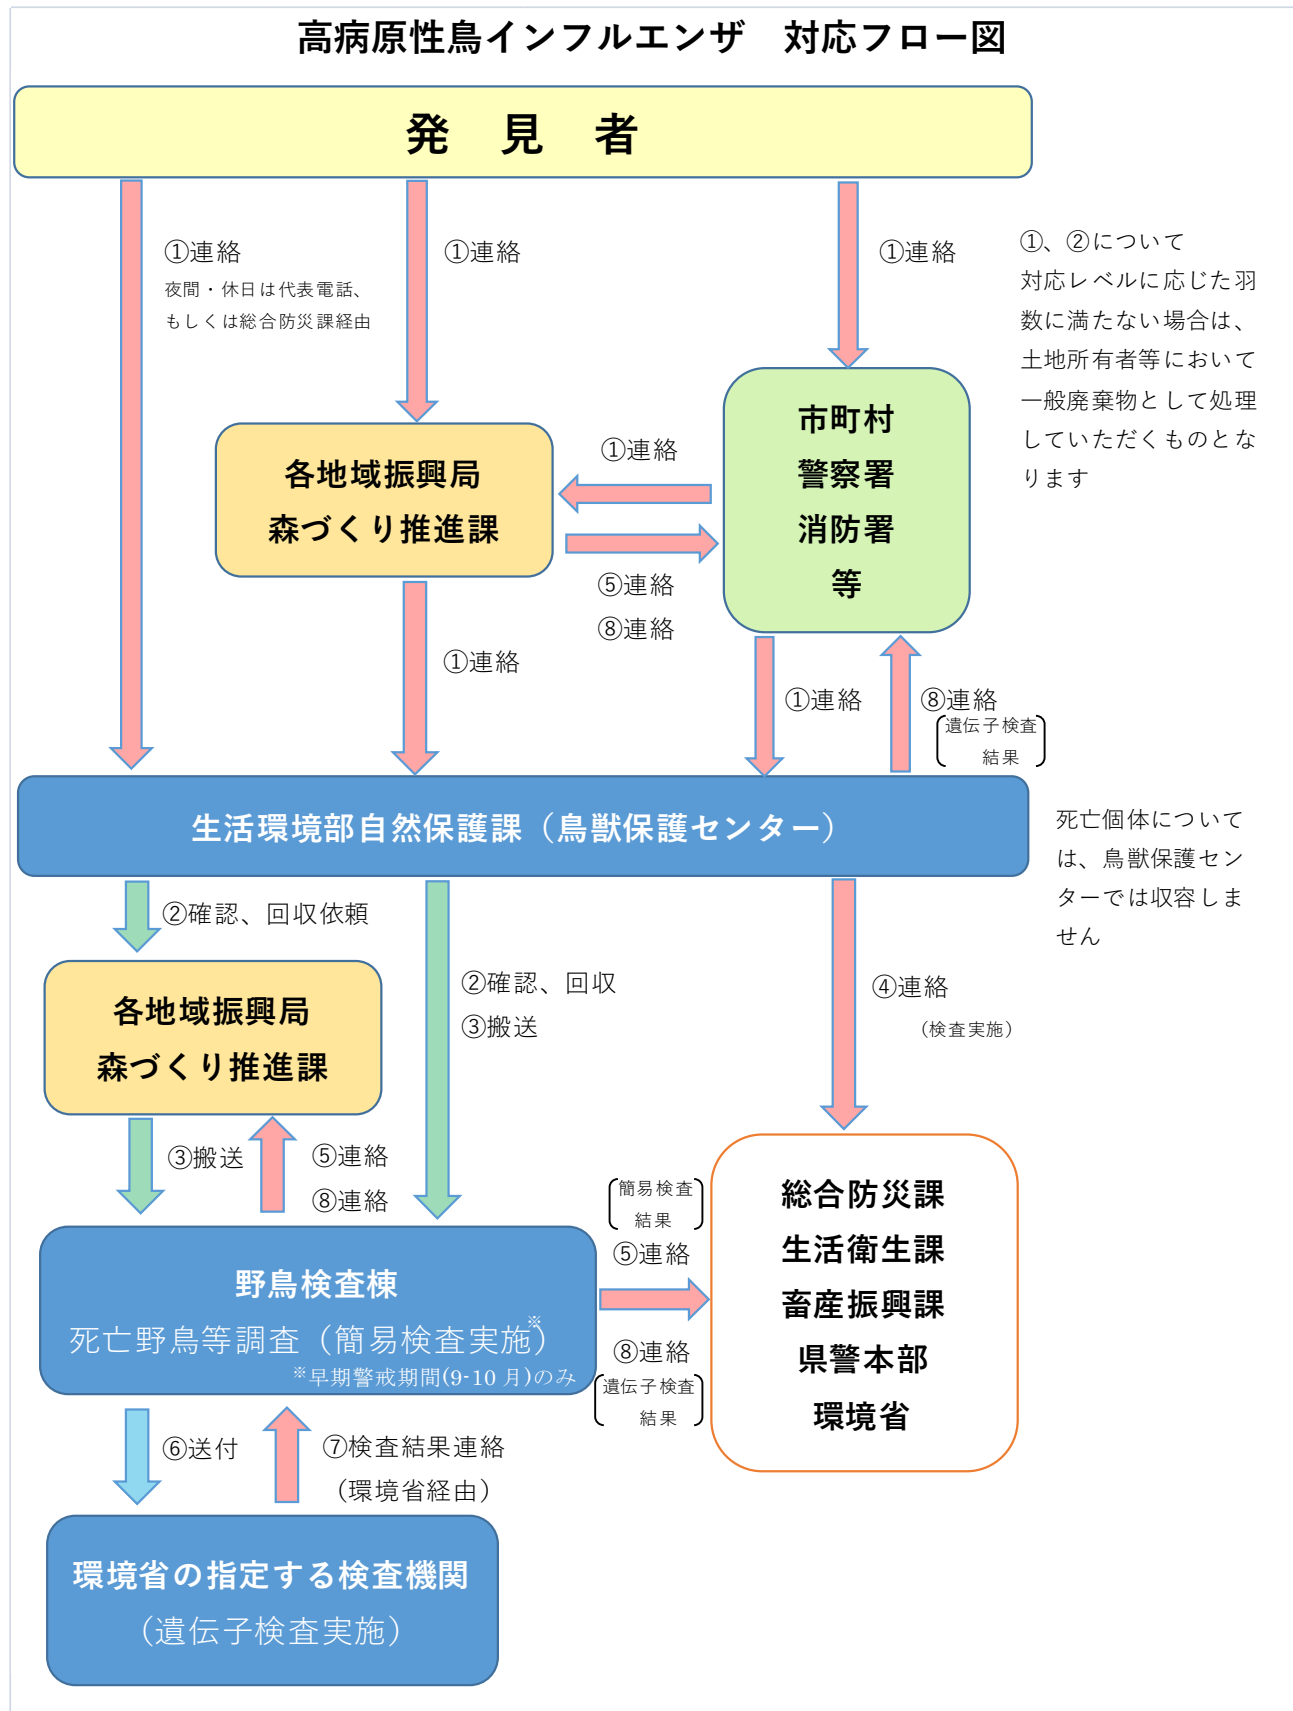 高病原性鳥インフルエンザ　対応フロー図
発　見　者
①連絡
夜間・休日は代表電話、
もしくは総合防災課経由
①連絡
①連絡
①、②について
対応レベルに応じた羽
数に満たない場合は、
土地所有者等において
一般廃棄物として処理
していただくものとな
ります
各地域振興局
森づくり推進課
①連絡
⑤連絡
⑧連絡
市町村
警察署
消防署
等
①連絡
①連絡
⑧連絡
遺伝子検査
結果
生活環境部自然保護課（鳥獣保護センター）
死亡個体について
は、鳥獣保護セン
ターでは収容しま
せん
②確認、回収依頼
②確認、回収
③搬送
④連絡
（検査実施）
各地域振興局
森づくり推進課
③搬送
⑤連絡
⑧連絡
野鳥検査棟
死亡野鳥等調査（簡易検査実施※）
※早期警戒期間(9-10 月)のみ
簡易検査
結果
⑤連絡
⑧連絡
遺伝子検査
結果
総合防災課
生活衛生課
畜産振興課
県警本部
環境省
⑥送付
⑦検査結果連絡
（環境省経由）
環境省の指定する検査機関
（遺伝子検査実施）